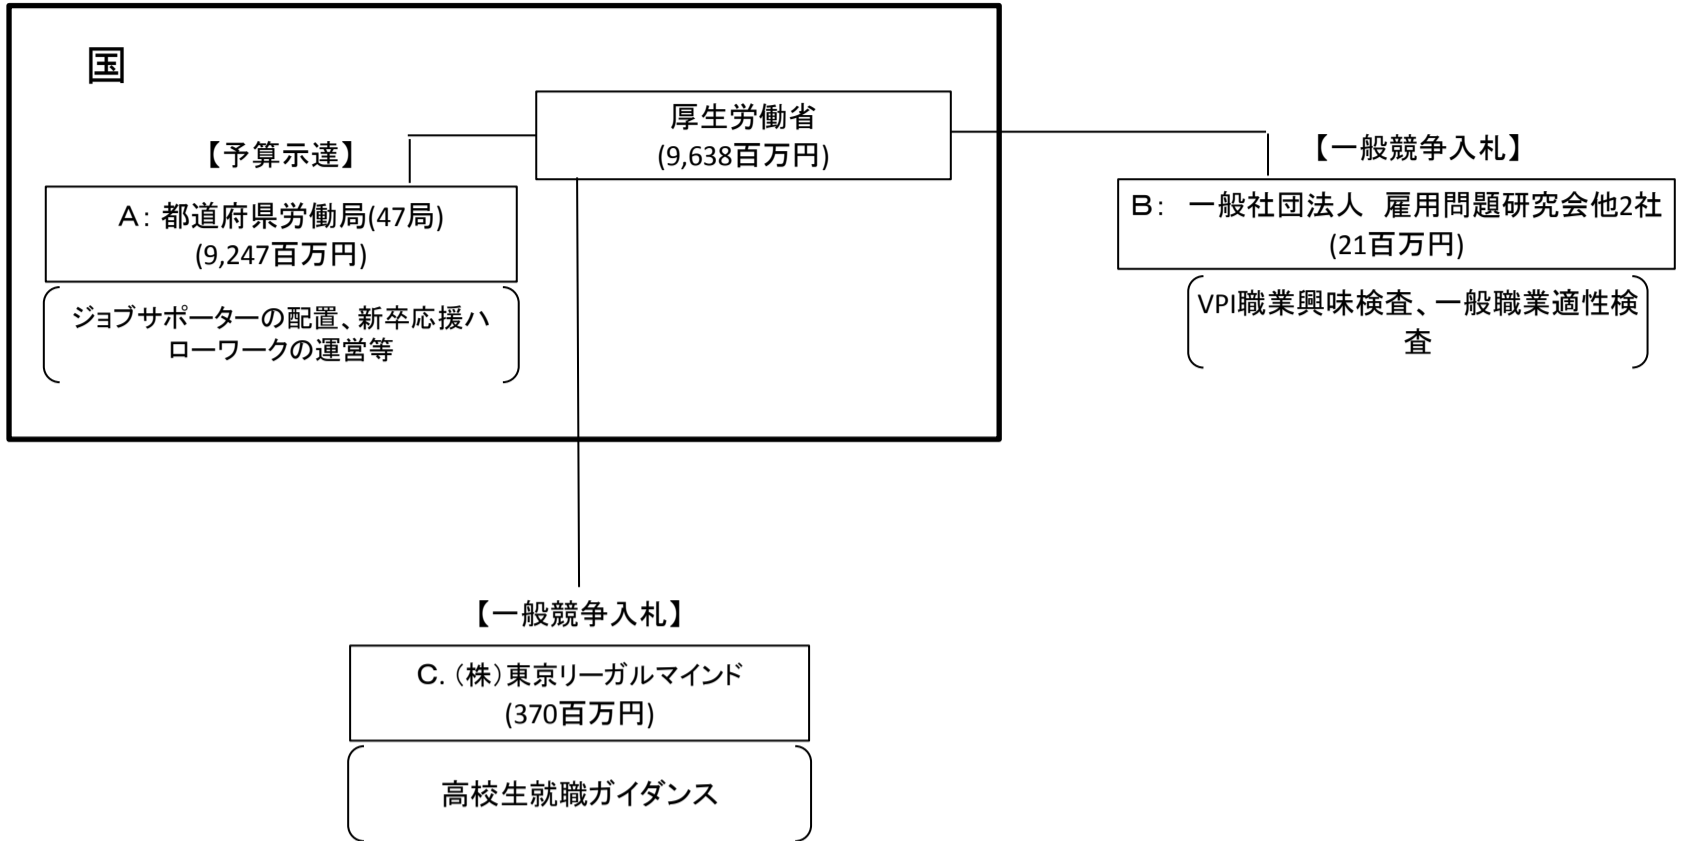 国
厚生労働省
(9,638百万円)
【予算示達】
A：都道府県労働局(47局)
(9,247百万円)
ジョブサポーターの配置、新卒応援ハ
ローワークの運営等
【一般競争入札】
B：　一般社団法人　雇用問題研究会他2社
(21百万円)
VPI職業興味検査、一般職業適性検
査
【一般競争入札】
C.（株）東京リーガルマインド
(370百万円)
高校生就職ガイダンス